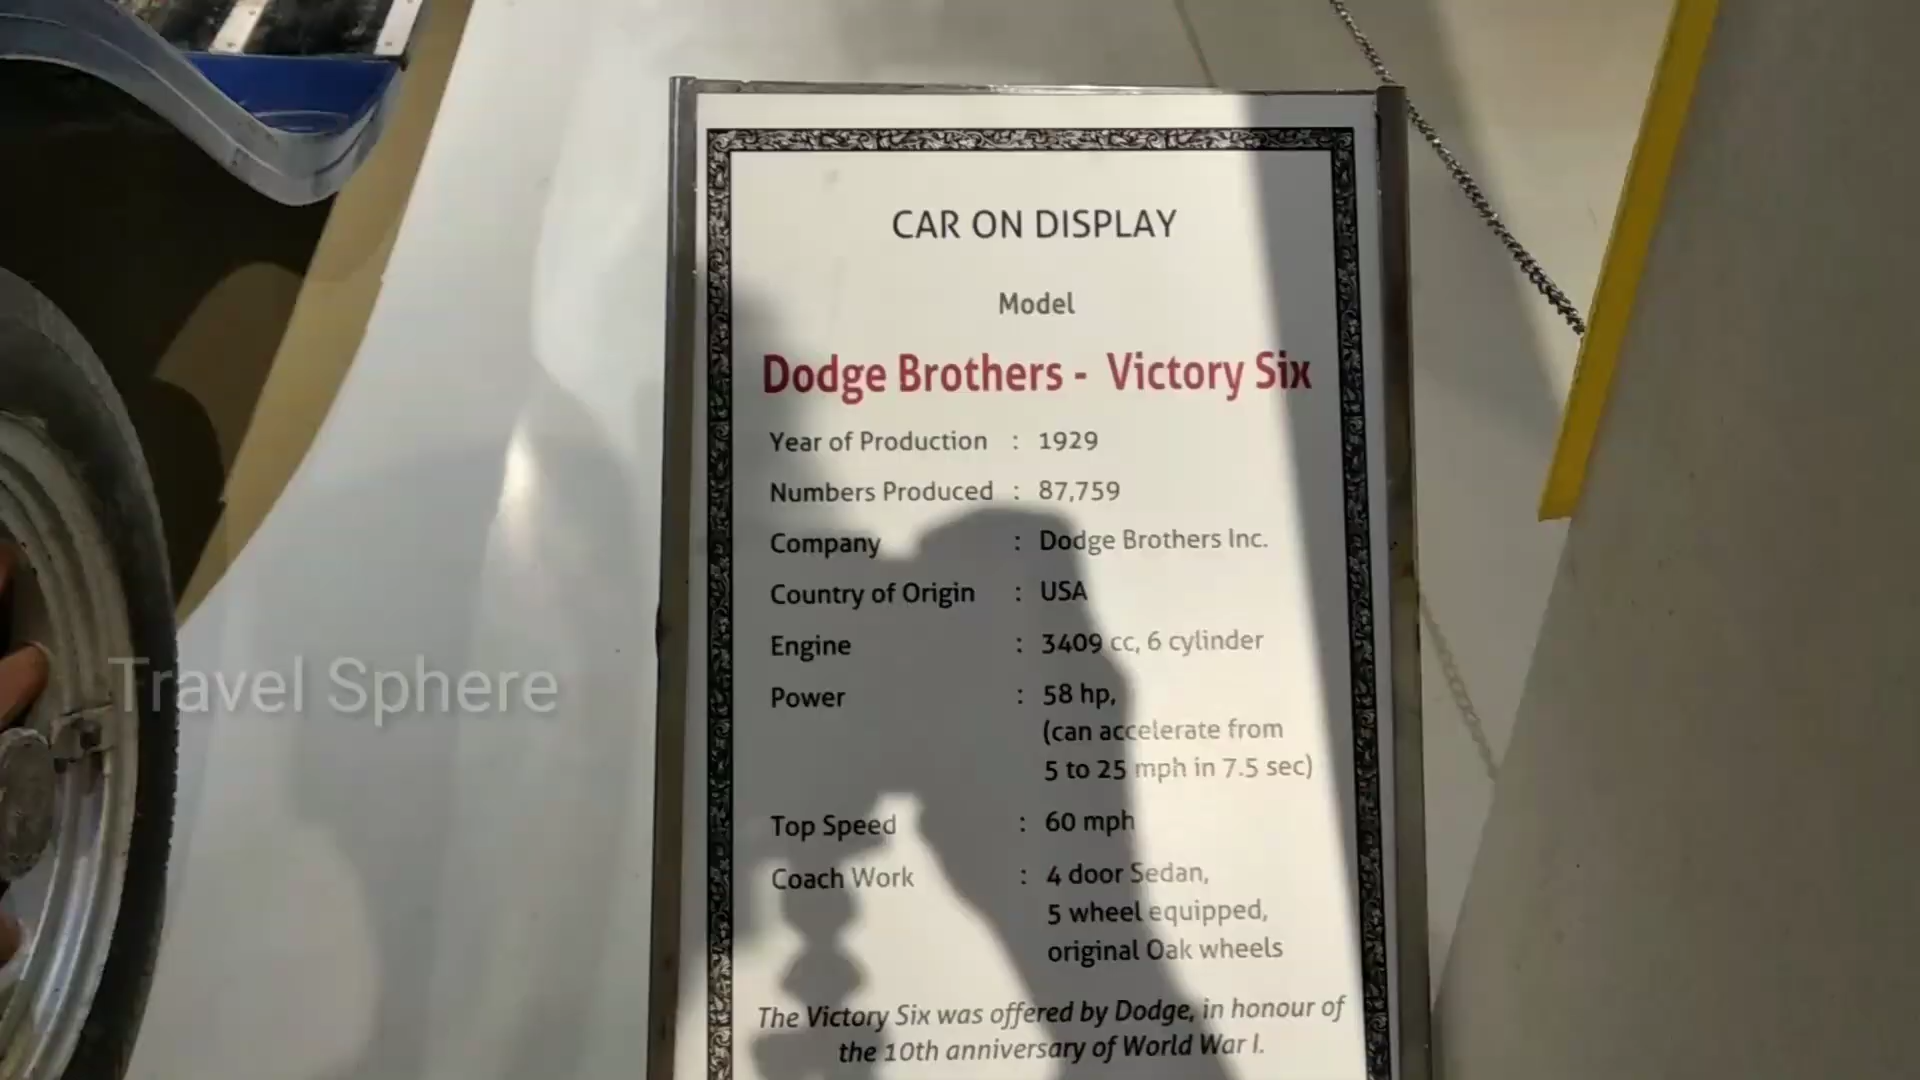 CAR ON DISPLAY
Model
Dodge Brothers - Victory Six
Year of Production : 1929
Numbers Produced : 87,759
Company : Dodge Brothers Inc.
Country of Origin : USA
Engine : 3409 cc, 6 cylinder
Power : 58 hp,
(can accelerate from
5 to 25 mph in 7.5 sec)
Top Speed : 60 mph
Coach Work : 4 door Sedan,
5 wheel equipped,
original Oak wheels
The Victory Six was offered by Dodge, in honour of
the 10th anniversary of World War I.
Travel Sphere